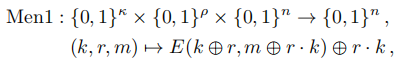 Men1 : {0, 1}^κ × {0, 1}^ρ × {0, 1}^n → {0, 1}^n ,
(k, r, m) ↦ E(k ⊕ r, m ⊕ r · k) ⊕ r · k ,